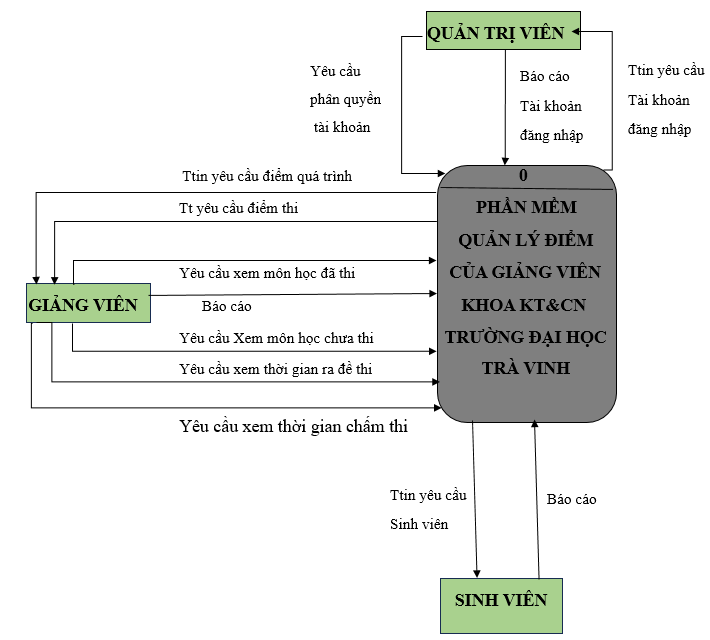 QUẢN TRỊ VIÊN
Yêu cầu
phân quyền
tài khoản
Báo cáo
Tài khoản
đăng nhập
Ttin yêu cầu
Tài khoản
đăng nhập
0
PHẦN MỀM
QUẢN LÝ ĐIỂM
CỦA GIẢNG VIÊN
KHOA KT&CN
TRƯỜNG ĐẠI HỌC
TRÀ VINH
Ttin yêu cầu điểm quá trình
Tt yêu cầu điểm thi
Yêu cầu xem môn học đã thi
GIẢNG VIÊN
Báo cáo
Yêu cầu Xem môn học chưa thi
Yêu cầu xem thời gian ra đề thi
Yêu cầu xem thời gian chấm thi
Ttin yêu cầu
Sinh viên
Báo cáo
SINH VIÊN